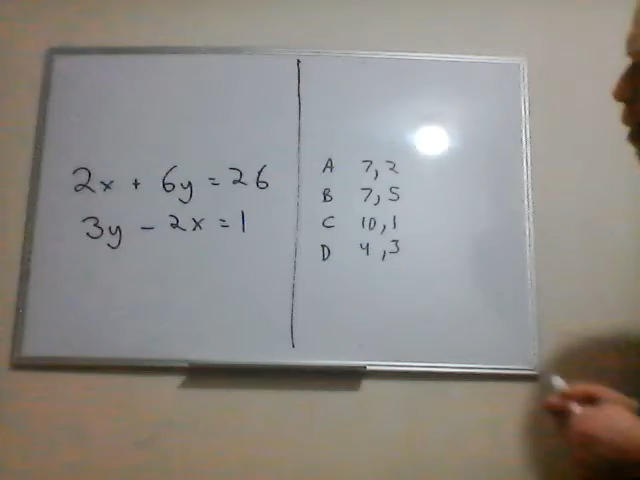 2x + 6y = 26
3y - 2x = 1
A 7,2
B 7,5
C 10,1
D 4,3